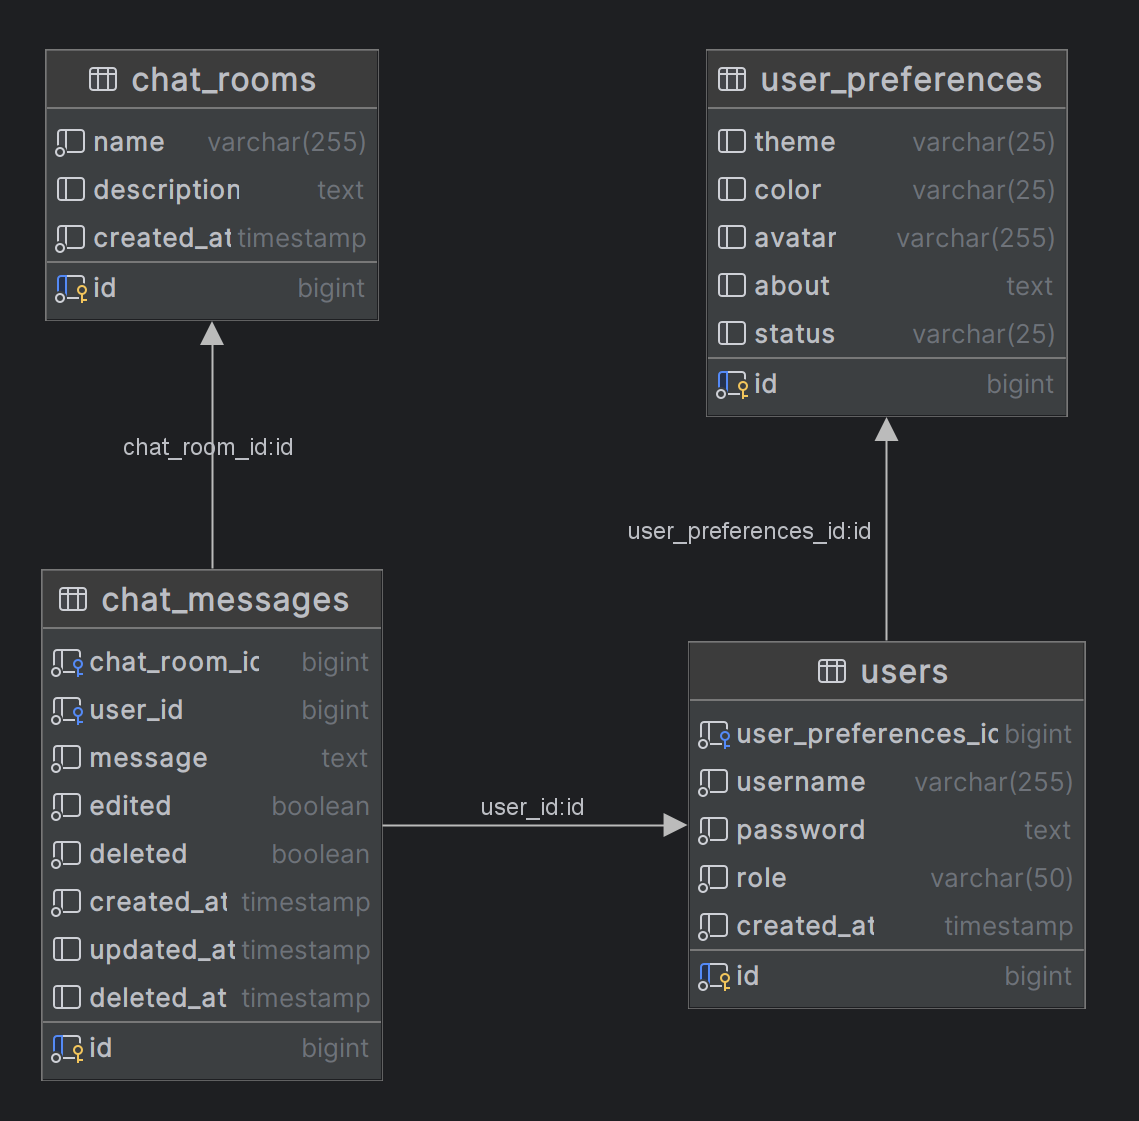 chat_rooms
name varchar(255)
description text
created_at timestamp
id bigint
user_preferences
theme varchar(25)
color varchar(25)
avatar varchar(255)
about text
status varchar(25)
id bigint
chat_room_id:id
user_preferences_id:id
chat_messages
chat_room_id bigint
user_id bigint
message text
edited boolean
deleted boolean
created_at timestamp
updated_at timestamp
deleted_at timestamp
id bigint
user_id:id
users
user_preferences_id bigint
username varchar(255)
password text
role varchar(50)
created_at timestamp
id bigint